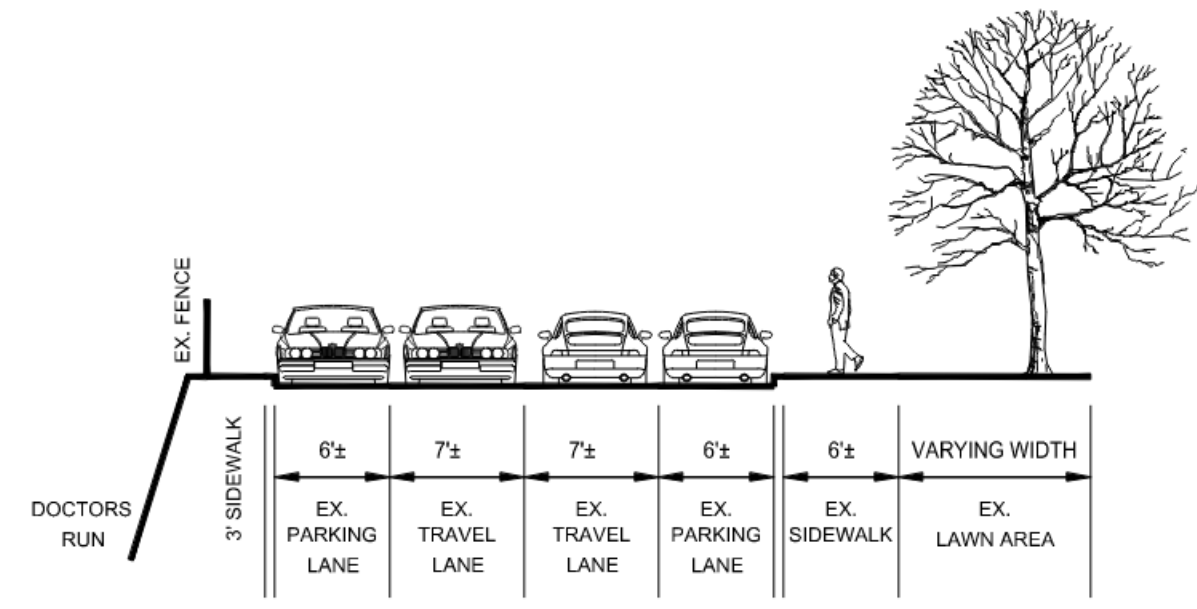 EX. FENCE
DOCTORS
RUN
3' SIDEWALK
6'±
EX.
PARKING
LANE
7'±
EX.
TRAVEL
LANE
7'±
EX.
TRAVEL
LANE
6'±
EX.
PARKING
LANE
6'±
EX.
SIDEWALK
VARYING WIDTH
EX.
LAWN AREA